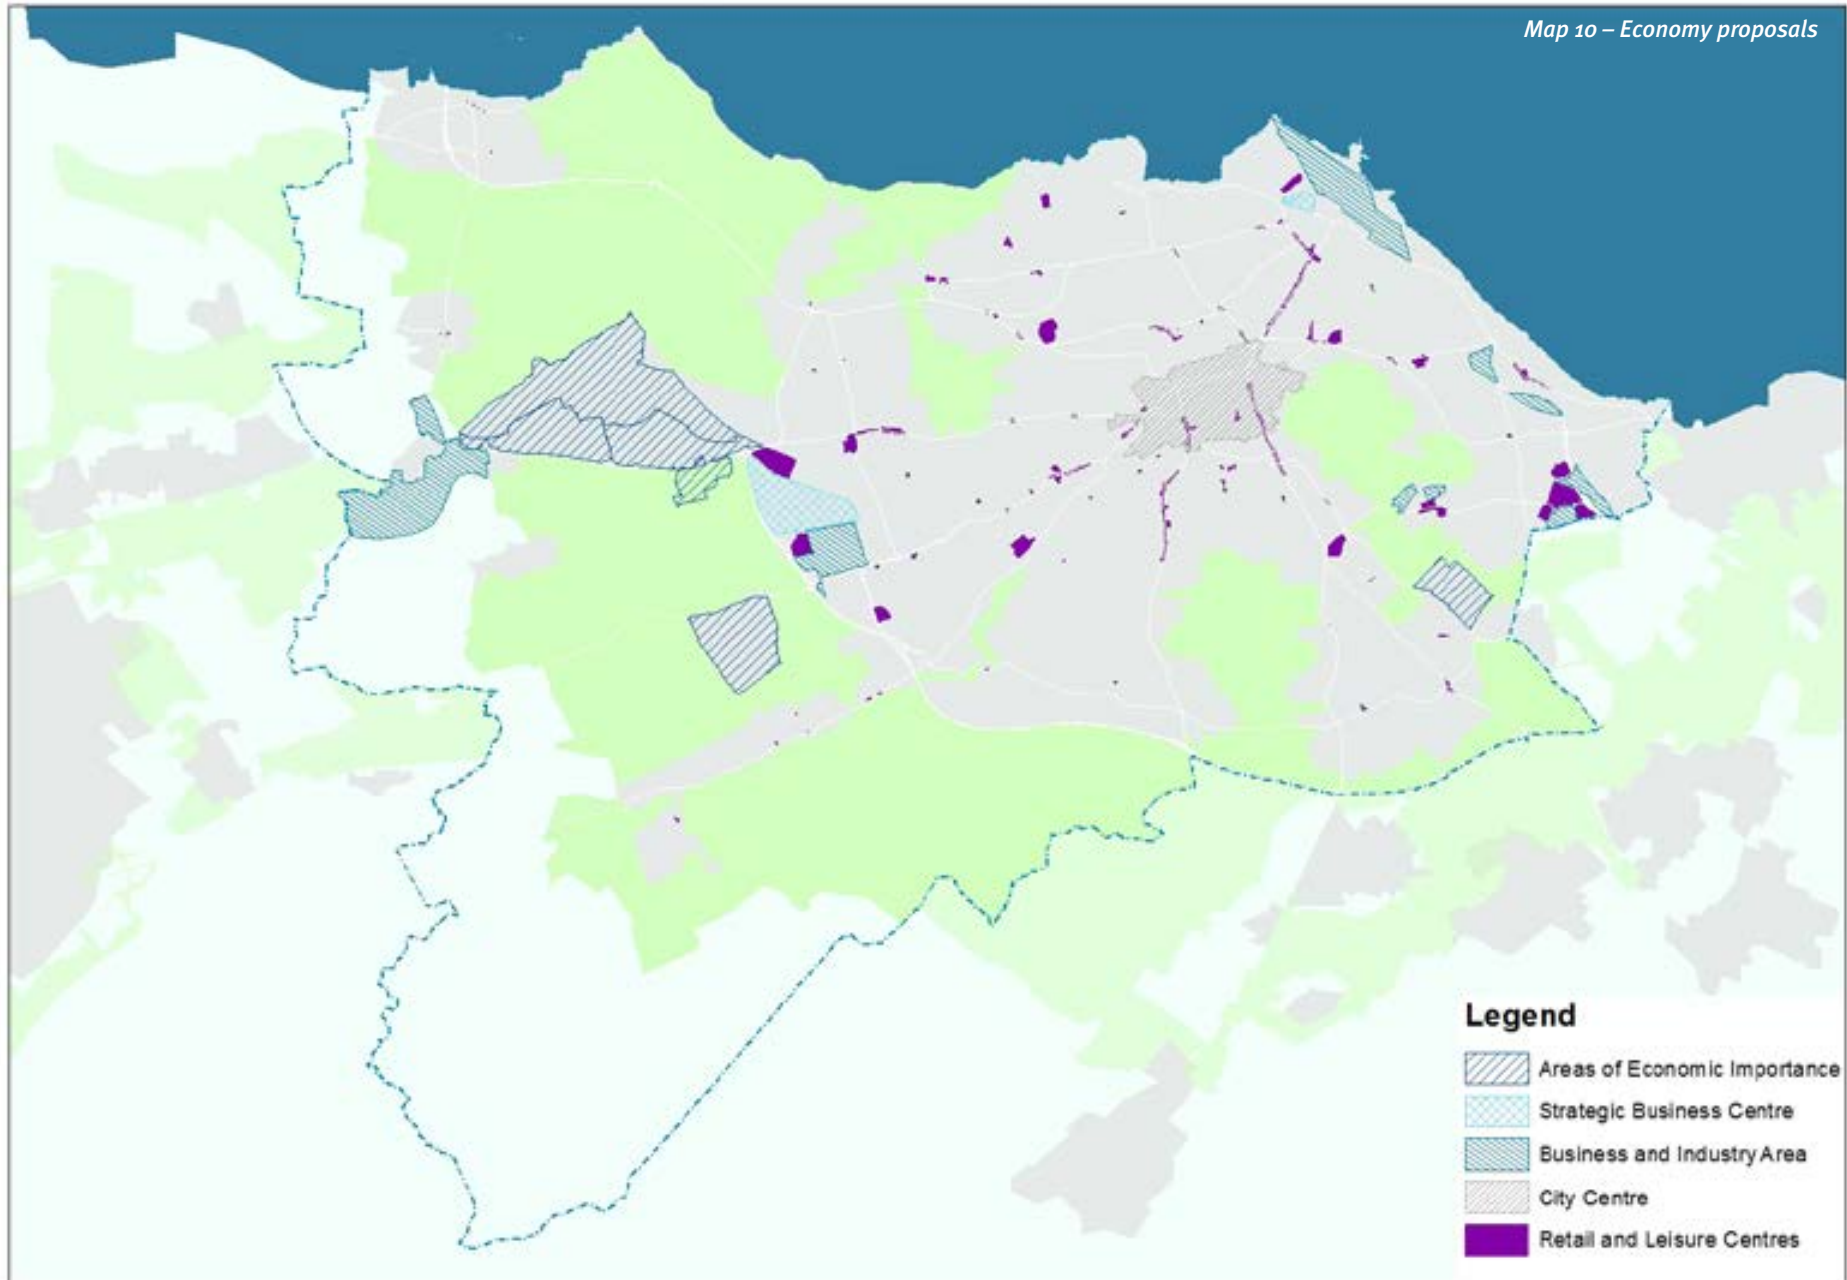 Map 10 – Economy proposals
Legend
Areas of Economic Importance
Strategic Business Centre
Business and Industry Area
City Centre
Retail and Leisure Centres